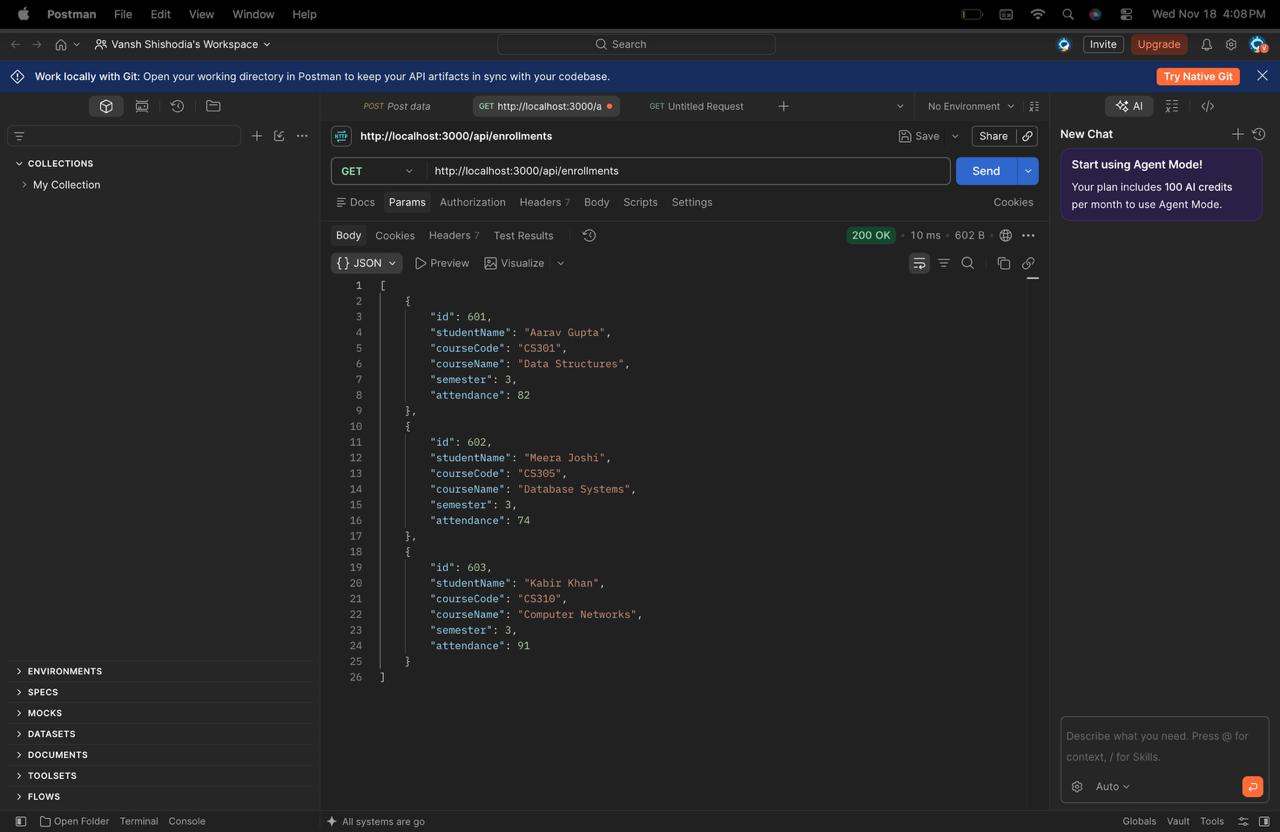 Postman File Edit View Window Help Wed Nov 18 4:08PM
Vansh Shishodia's Workspace Search Invite Upgrade
Work locally with Git: Open your working directory in Postman to keep your API artifacts in sync with your codebase. Try Native Git
POST Post data GET http://localhost:3000/a GET Untitled Request No Environment AI
HTTP http://localhost:3000/api/enrollments Save Share New Chat
COLLECTIONS
My Collection
GET http://localhost:3000/api/enrollments Send
Start using Agent Mode!
Your plan includes 100 AI credits
per month to use Agent Mode.
Docs Params Authorization Headers 7 Body Scripts Settings Cookies
Body Cookies Headers 7 Test Results 200 OK • 10 ms • 602 B
{} JSON Preview Visualize
1 [
2 {
3 "id": 601,
4 "studentName": "Aarav Gupta",
5 "courseCode": "CS301",
6 "courseName": "Data Structures",
7 "semester": 3,
8 "attendance": 82
9 },
10 {
11 "id": 602,
12 "studentName": "Meera Joshi",
13 "courseCode": "CS305",
14 "courseName": "Database Systems",
15 "semester": 3,
16 "attendance": 74
17 },
18 {
19 "id": 603,
20 "studentName": "Kabir Khan",
21 "courseCode": "CS310",
22 "courseName": "Computer Networks",
23 "semester": 3,
24 "attendance": 91
25 }
26 ]
ENVIRONMENTS
SPECS
MOCKS
DATASETS
DOCUMENTS
TOOLSETS
FLOWS
Describe what you need. Press @ for
context, / for Skills.
Auto
Open Folder Terminal Console All systems are go Globals Vault Tools